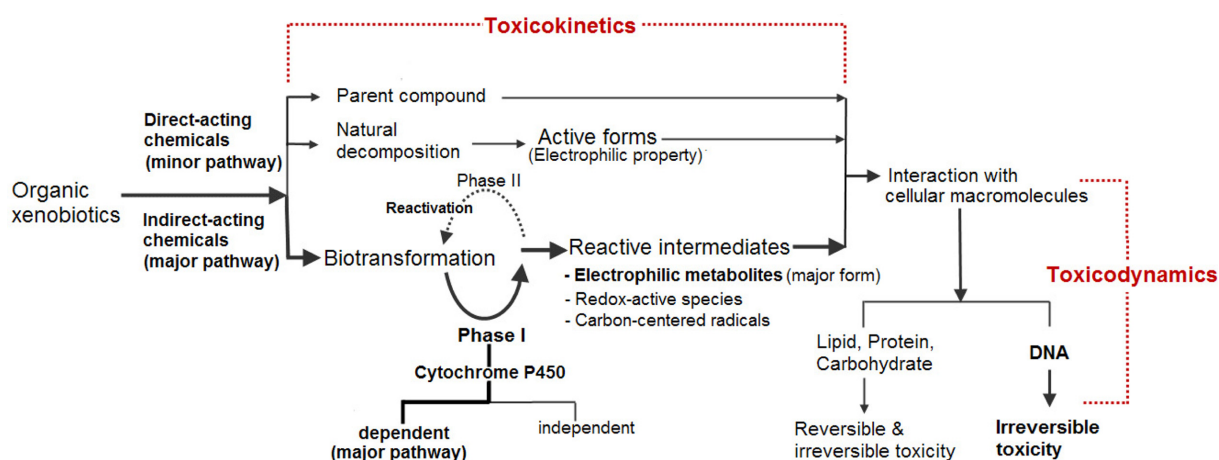 Toxicokinetics
Parent compound
Direct-acting
chemicals
(minor pathway)
Natural
decomposition
Active forms
(Electrophilic property)
Organic
xenobiotics
Indirect-acting
chemicals
(major pathway)
Phase II
Reactivation
Biotransformation
Reactive intermediates
- Electrophilic metabolites (major form)
- Redox-active species
- Carbon-centered radicals
Phase I
Cytochrome P450
dependent
(major pathway)
independent
Interaction with
cellular macromolecules
Toxicodynamics
Lipid, Protein,
Carbohydrate
DNA
Reversible &
irreversible toxicity
Irreversible
toxicity